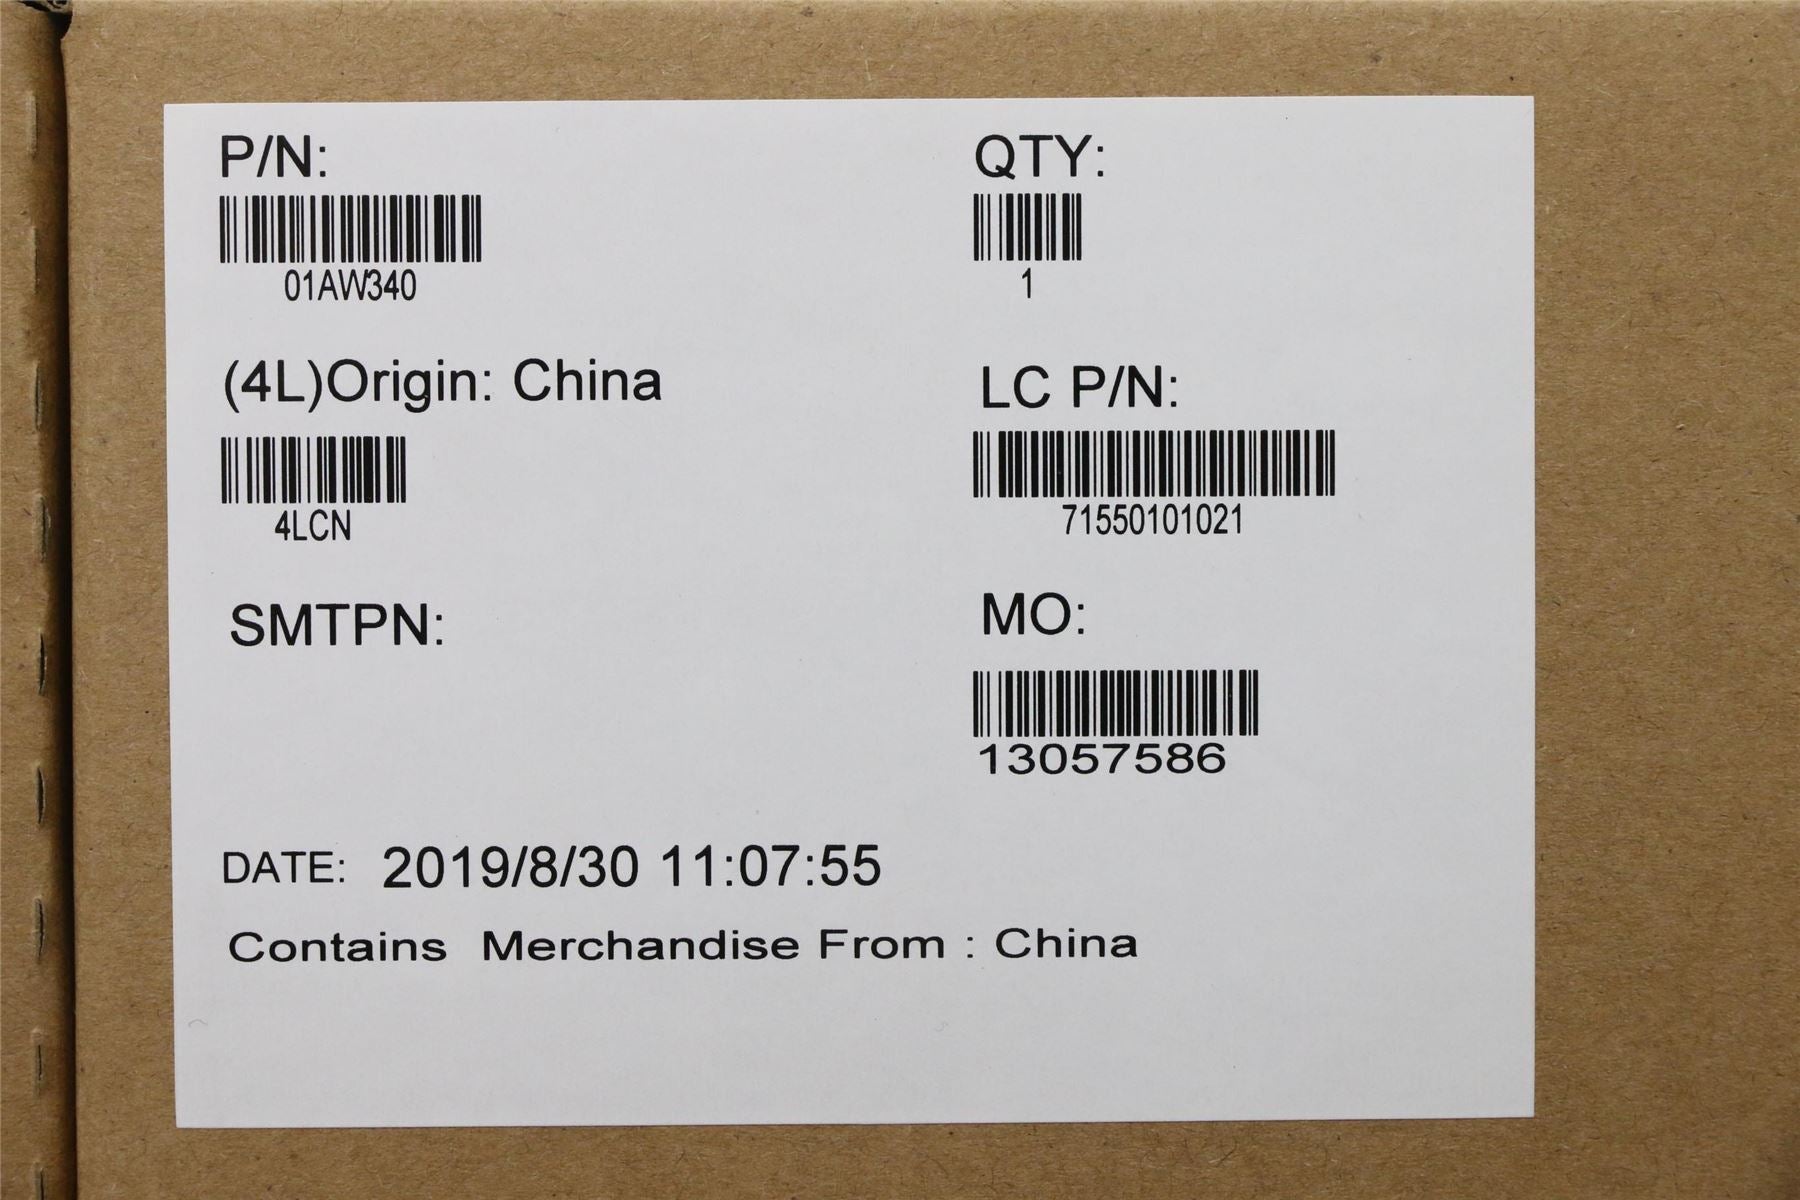 P/N:
01AW340
QTY:
1
(4L)Origin: China
4LCN
LC P/N:
71550101021
SMTPN:
MO:
13057586
DATE: 2019/8/30 11:07:55
Contains Merchandise From : China